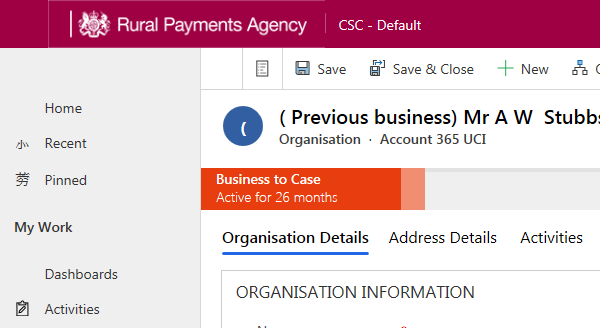 Rural Payments Agency
CSC - Default
Save
Save & Close
New
Home
( Previous business) Mr A W Stubbs
(
Organisation · Account 365 UCI
小 Recent
Pinned
Business to Case
Active for 26 months
My Work
Organisation Details
Address Details
Activities
Dashboards
ORGANISATION INFORMATION
Activities